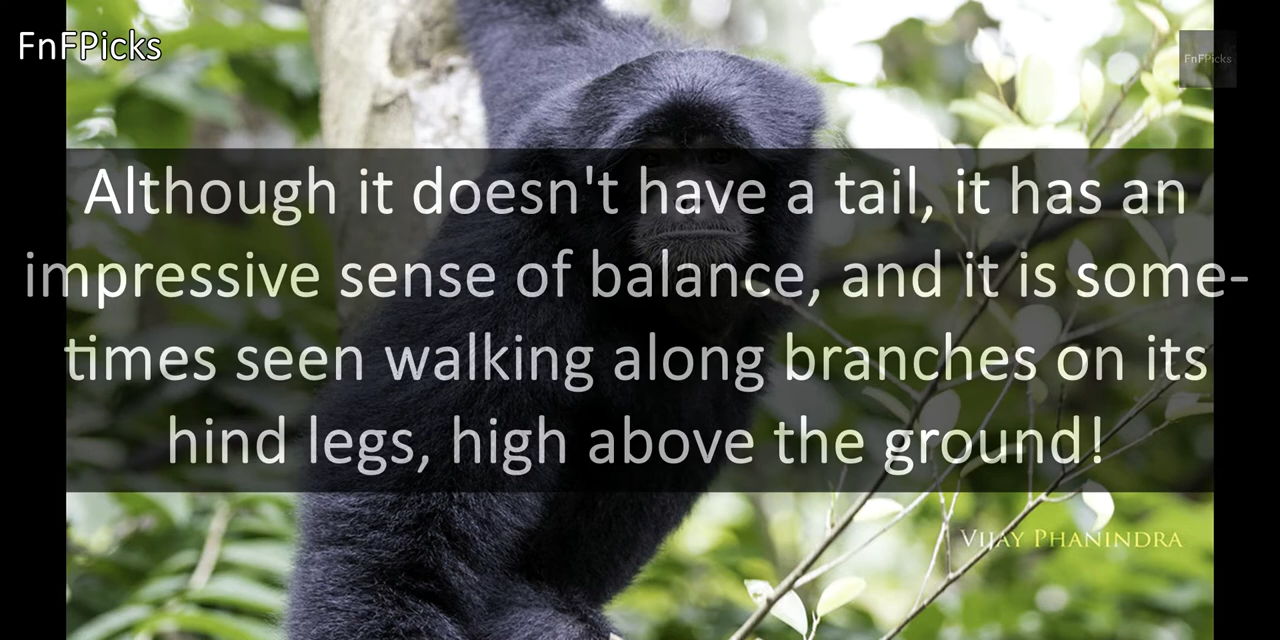 FnFPicks
FnFPicks
Although it doesn't have a tail, it has an
impressive sense of balance, and it is some-
times seen walking along branches on its
hind legs, high above the ground!
VIJAY PHANINDRA